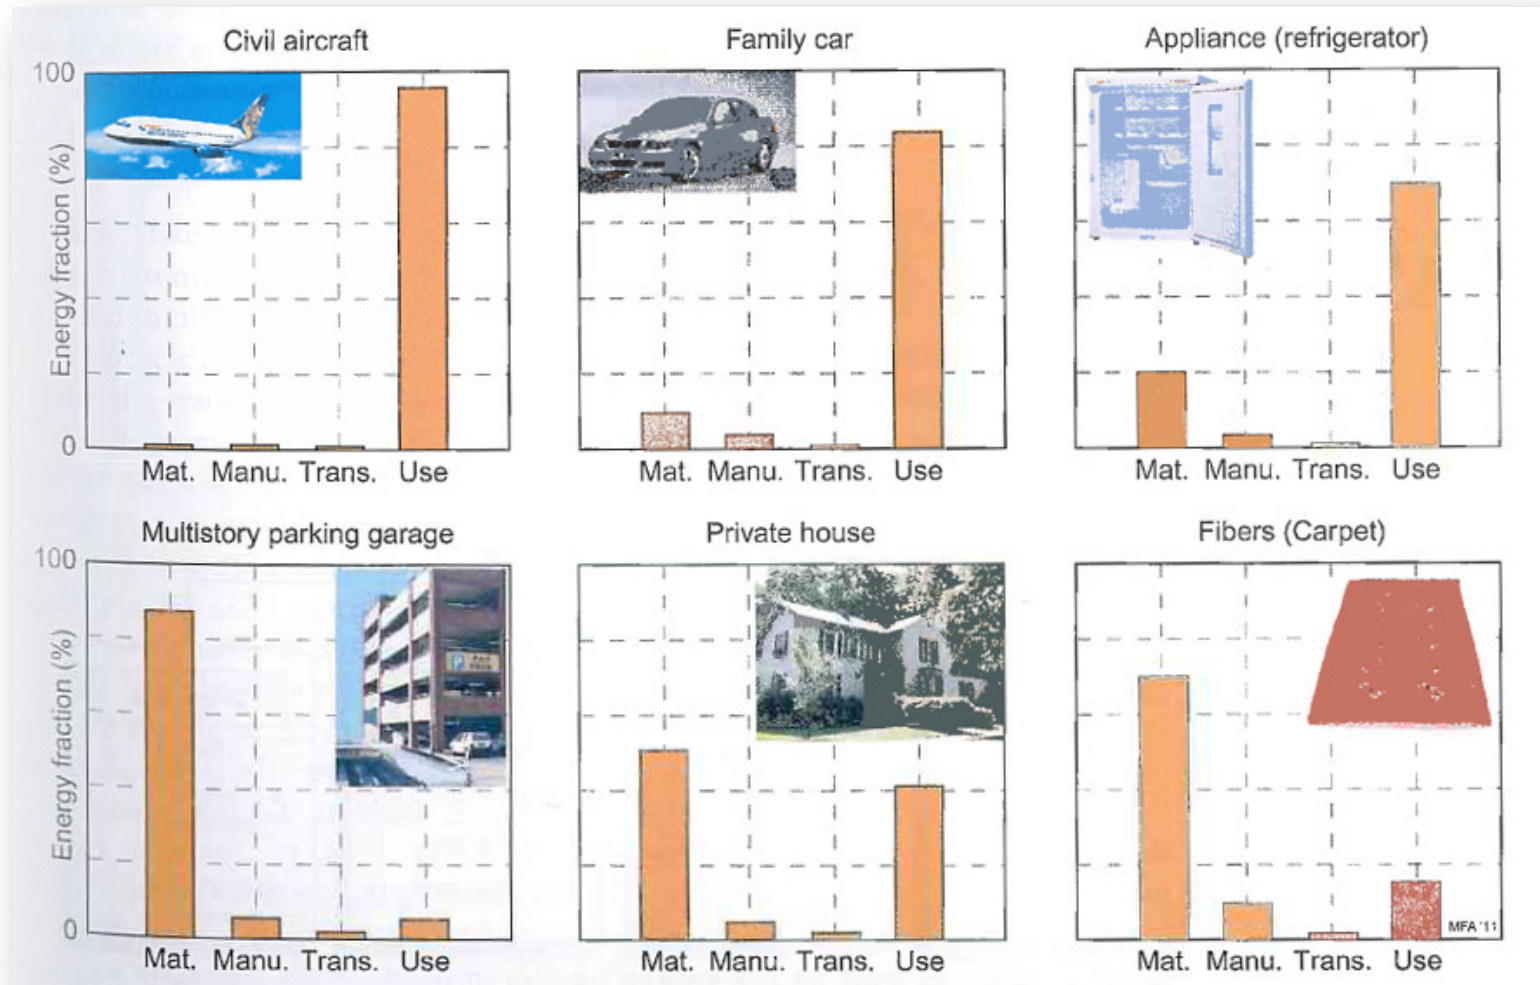 Civil aircraft
Family car
Appliance (refrigerator)
100
Energy fraction (%)
0
Mat. Manu. Trans. Use
Mat. Manu. Trans. Use
Mat. Manu. Trans. Use
Multistory parking garage
Private house
Fibers (Carpet)
100
Energy fraction (%)
0
MFA '11
Mat. Manu. Trans. Use
Mat. Manu. Trans. Use
Mat. Manu. Trans. Use